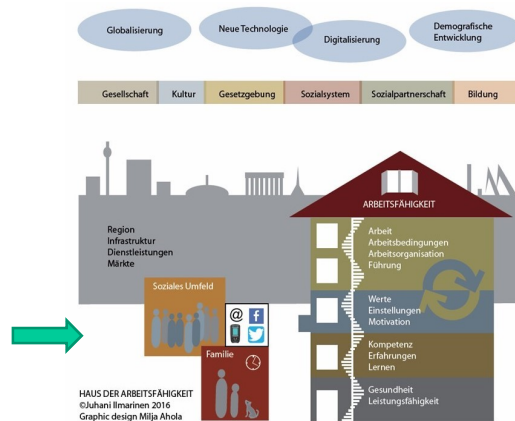 Globalisierung
Neue Technologie
Digitalisierung
Demografische
Entwicklung
Gesellschaft
Kultur
Gesetzgebung
Sozialsystem
Sozialpartnerschaft
Bildung
ARBEITSFÄHIGKEIT
Region
Infrastruktur
Dienstleistungen
Märkte
Arbeit
Arbeitsbedingungen
Arbeitsorganisation
Führung
Soziales Umfeld
@
Werte
Einstellungen
Motivation
Familie
Kompetenz
Erfahrungen
Lernen
Gesundheit
Leistungsfähigkeit
HAUS DER ARBEITSFÄHIGKEIT
©Juhani Ilmarinen 2016
Graphic design Milja Ahola